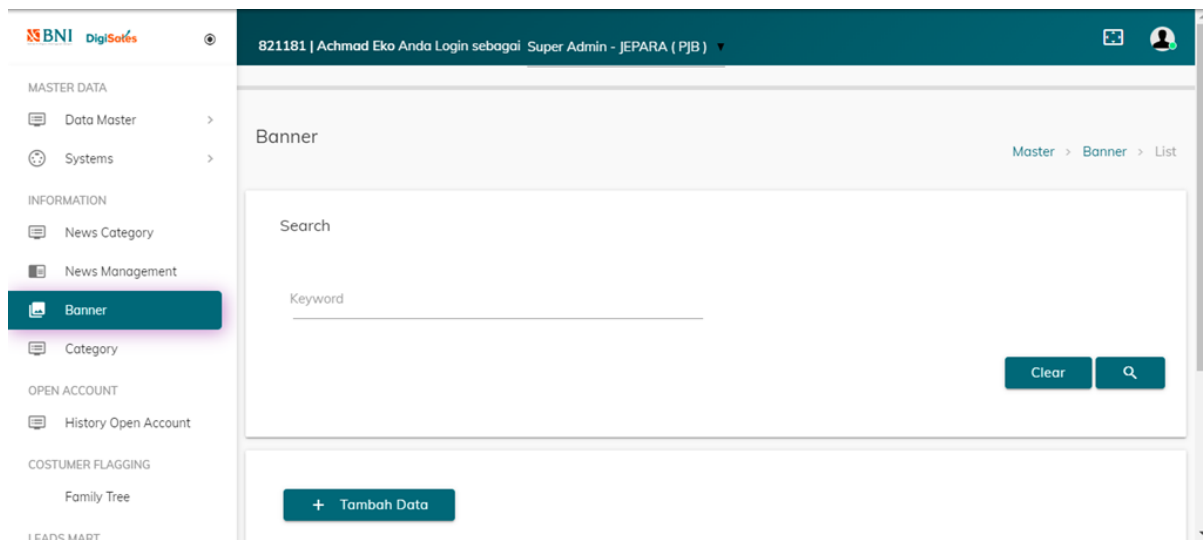 BNI DigiSales
821181 | Achmad Eko Anda Login sebagai Super Admin - JEPARA ( PJB )
MASTER DATA
Data Master
Systems
INFORMATION
News Category
News Management
Banner
Category
OPEN ACCOUNT
History Open Account
COSTUMER FLAGGING
Family Tree
LEADS MART
Banner
Master > Banner > List
Search
Keyword
Clear
+ Tambah Data